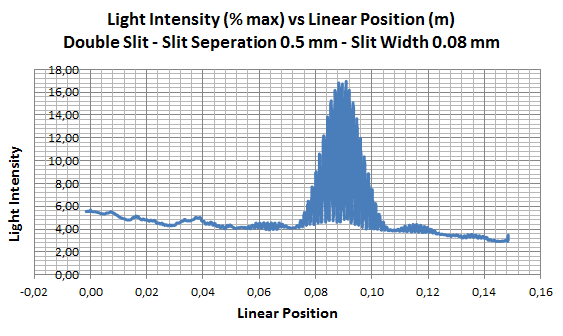 Light Intensity (% max) vs Linear Position (m)
Double Slit - Slit Seperation 0.5 mm - Slit Width 0.08 mm
18,00
16,00
14,00
12,00
10,00
8,00
6,00
4,00
2,00
0,00
Light Intensity
-0,02 0,00 0,02 0,04 0,06 0,08 0,10 0,12 0,14 0,16
Linear Position